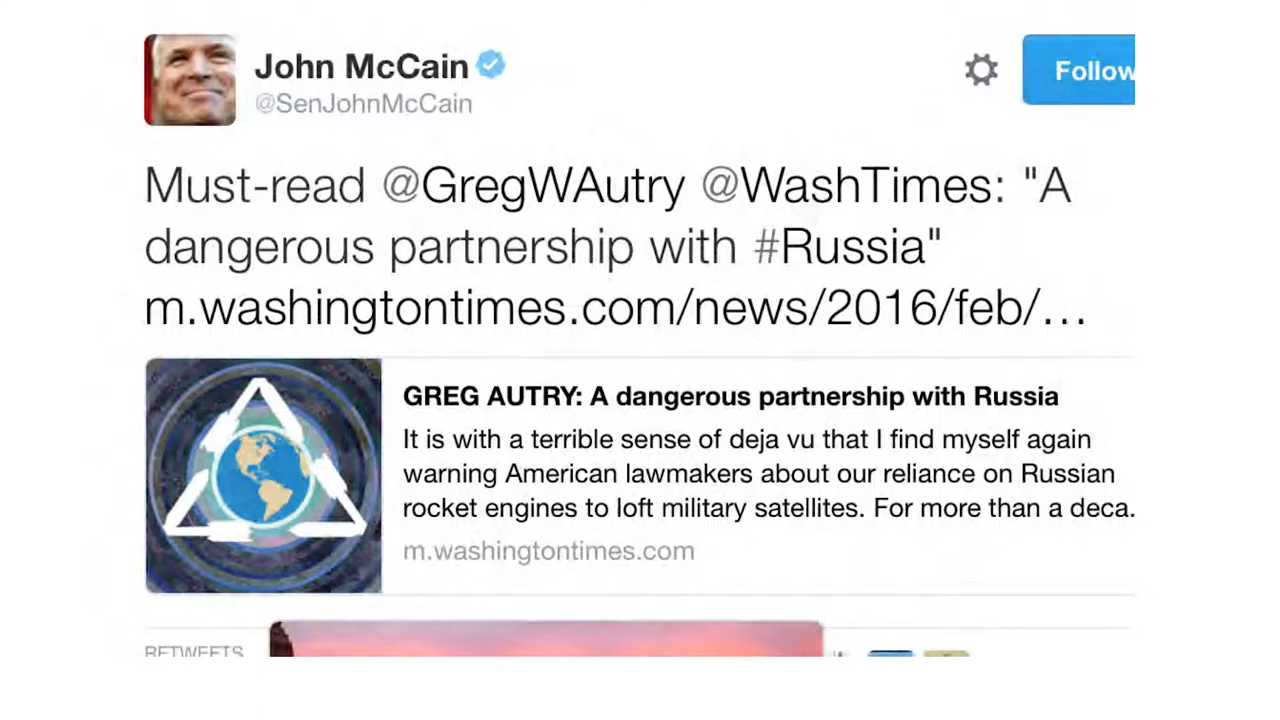 John McCain
@SenJohnMcCain
Follow
Must-read @GregWAutry @WashTimes: "A
dangerous partnership with #Russia"
m.washingtontimes.com/news/2016/feb/…
GREG AUTRY: A dangerous partnership with Russia
It is with a terrible sense of deja vu that I find myself again
warning American lawmakers about our reliance on Russian
rocket engines to loft military satellites. For more than a deca.
m.washingtontimes.com
RETWEETS